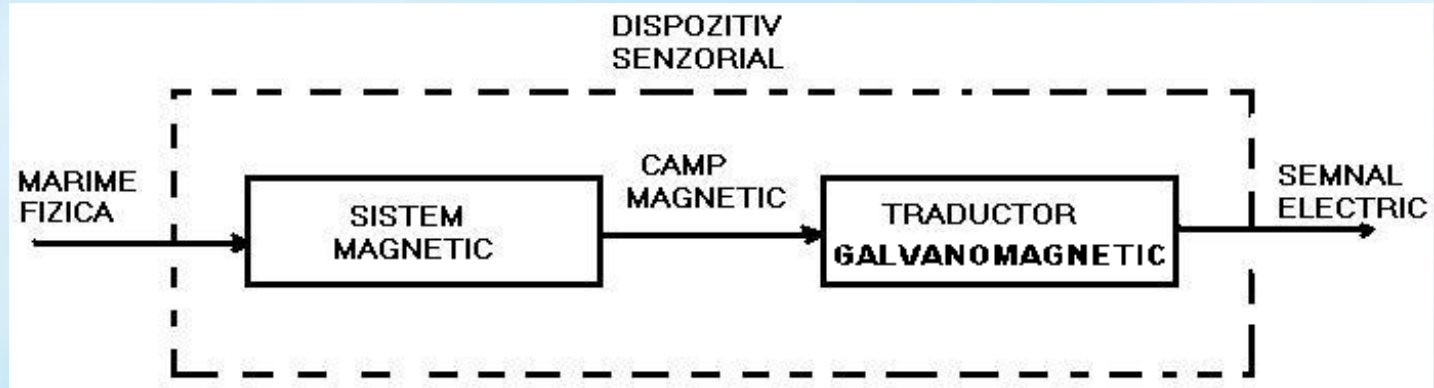 DISPOZITIV
SENZORIAL
MARIME
FIZICA
SISTEM
MAGNETIC
CAMP
MAGNETIC
TRADUCTOR
GALVANOMAGNETIC
SEMNAL
ELECTRIC